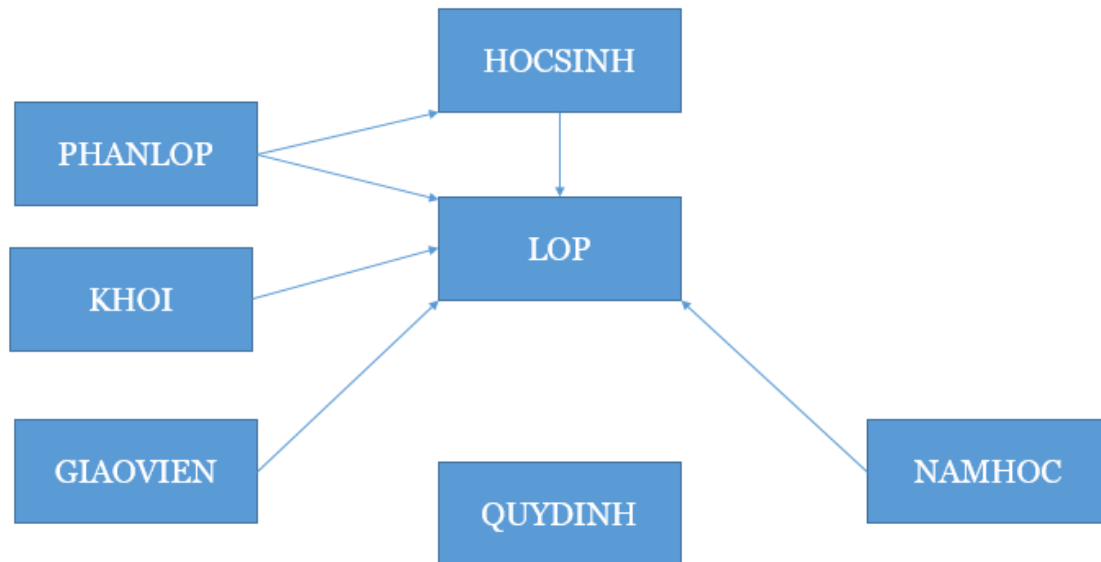 HOCSINH
PHANLOP
LOP
KHOI
GIAOVIEN
QUYDINH
NAMHOC